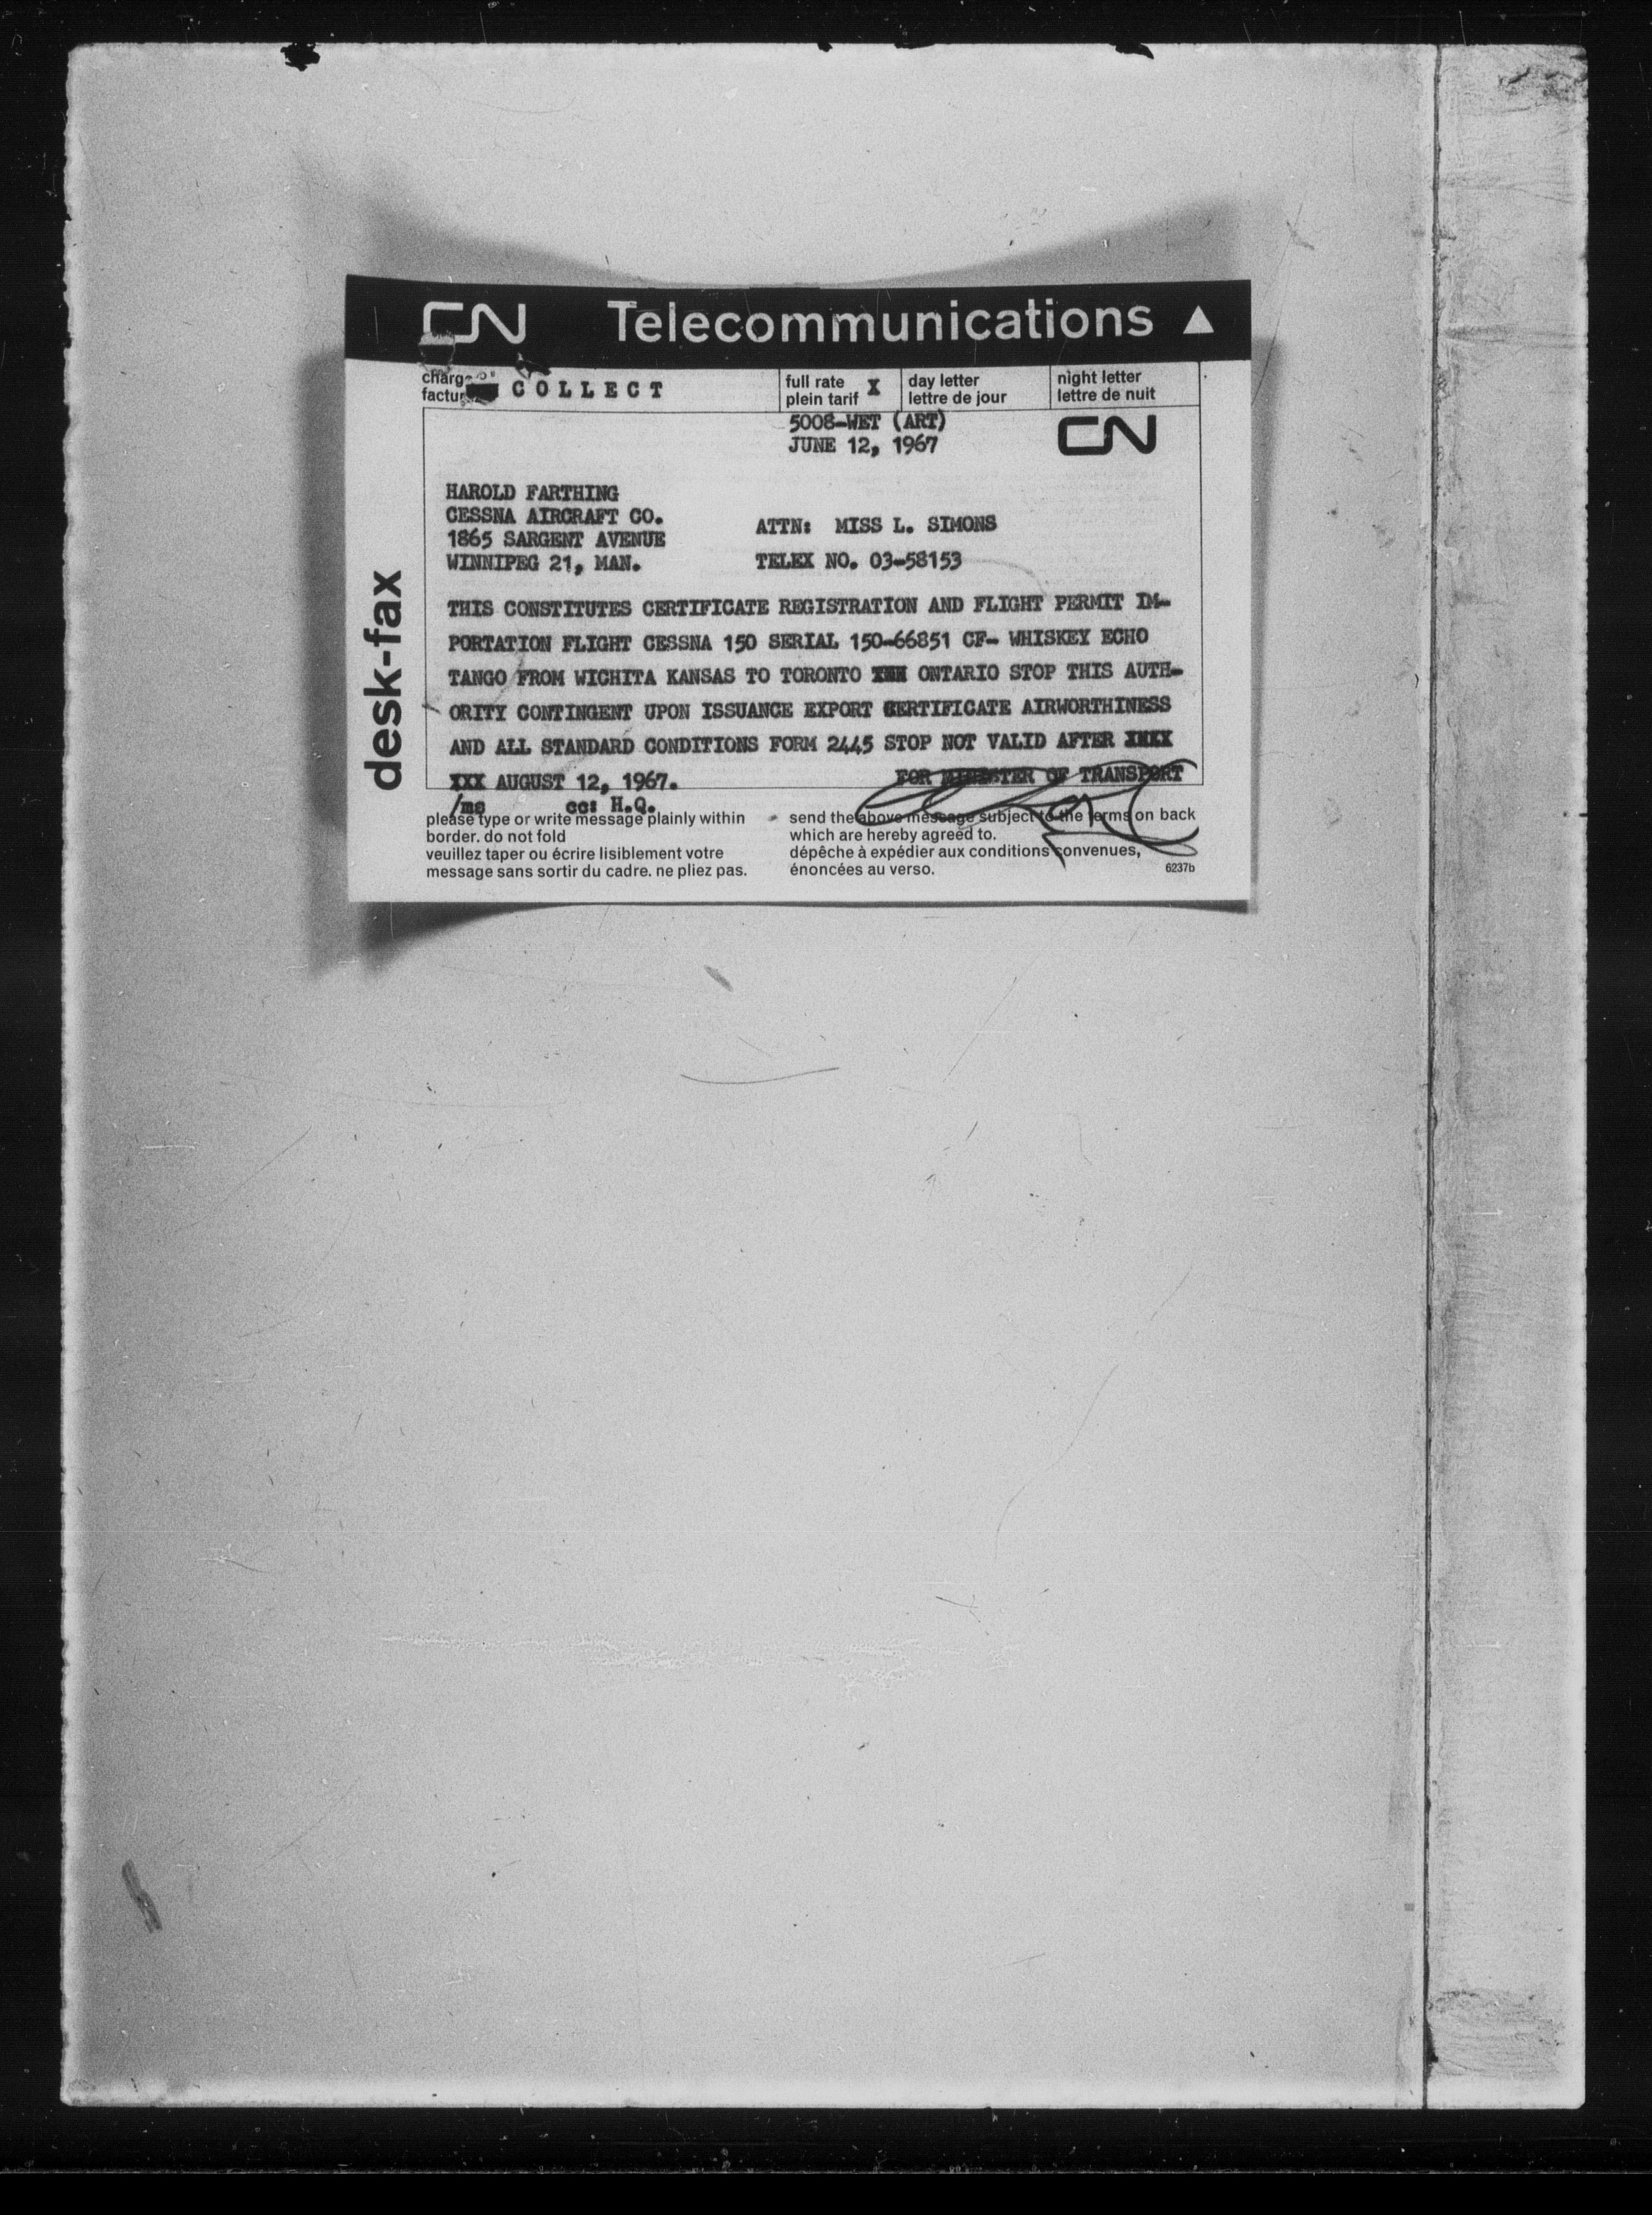 CN Telecommunications
COLLECT
full rate X day letter night letter
plein tarif lettre de jour lettre de nuit
5008-WET (ART)
JUNE 12, 1967
CN
HAROLD FARTHING
CESSNA AIRCRAFT CO.
1865 SARGENT AVENUE
WINNIPEG 21, MAN.
ATTN: MISS L. SIMONS
TELEX NO. 03-58153
desk-fax
THIS CONSTITUTES CERTIFICATE REGISTRATION AND FLIGHT PERMIT IM-
PORTATION FLIGHT CESSNA 150 SERIAL 150-66851 CF- WHISKEY ECHO
TANGO FROM WICHITA KANSAS TO TORONTO ONTARIO STOP THIS AUTH-
ORITY CONTINGENT UPON ISSUANCE EXPORT CERTIFICATE AIRWORTHINESS
AND ALL STANDARD CONDITIONS FORM 2445 STOP NOT VALID AFTER XXXX
XXX AUGUST 12, 1967. FOR MINISTER OF TRANSPORT
/ms cc: H.Q.
please type or write message plainly within
border. do not fold
veuillez taper ou écrire lisiblement votre
message sans sortir du cadre. ne pliez pas.
send the above message subject to the terms on back
which are hereby agreed to.
dépêche à expédier aux conditions convenues,
énoncées au verso.
6237b